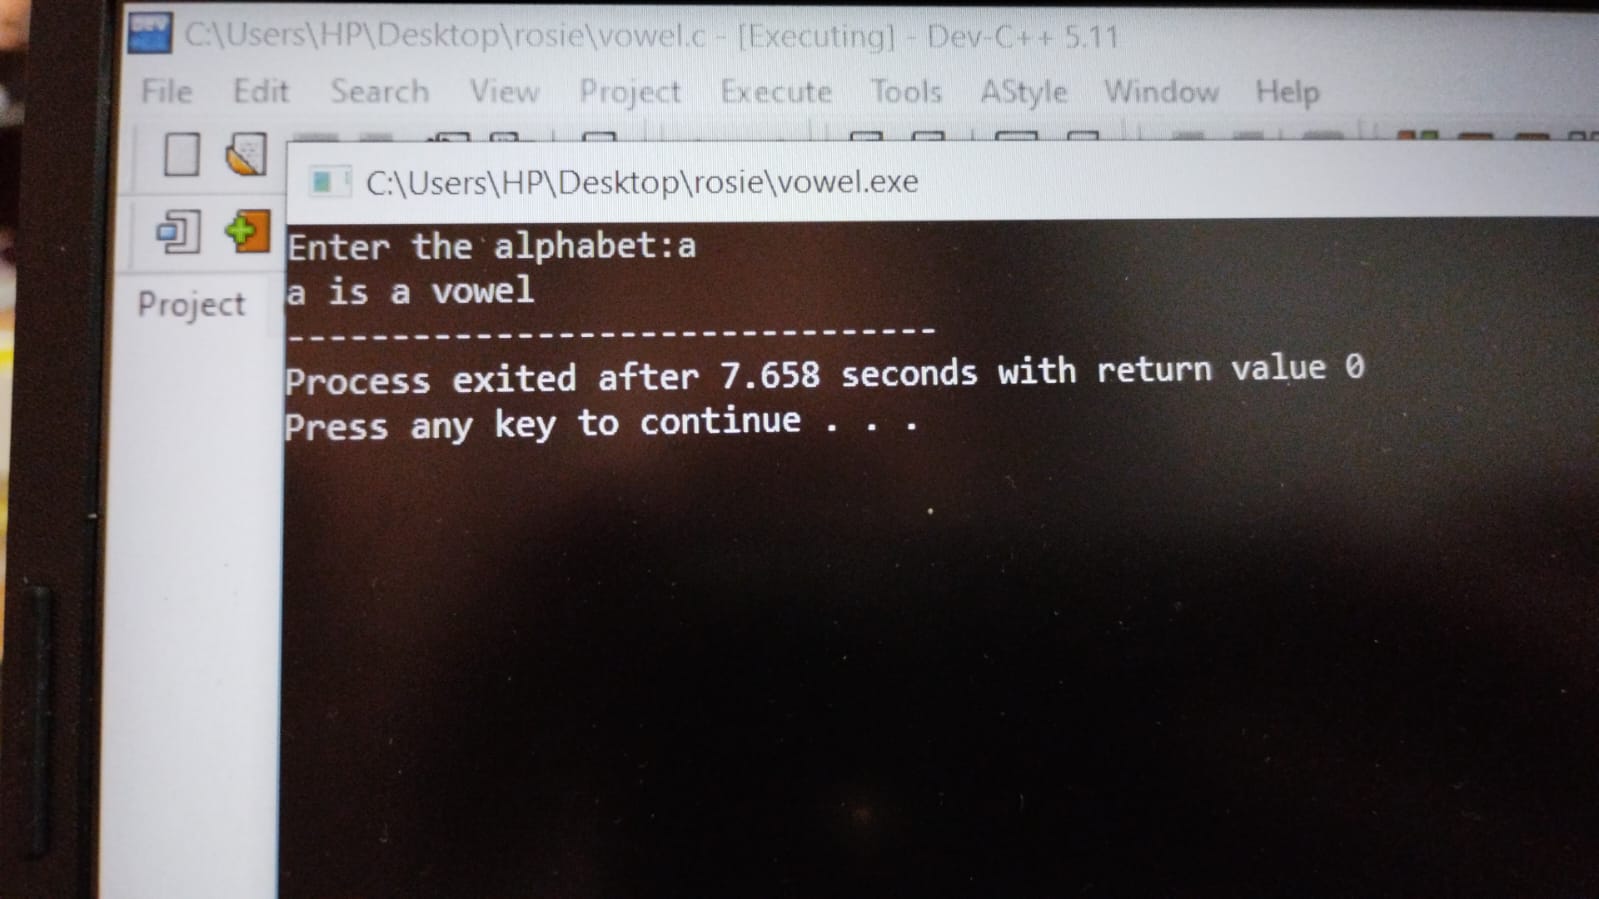 C:\Users\HP\Desktop\rosie\vowel.c - [Executing] - Dev-C++ 5.11
File Edit Search View Project Execute Tools AStyle Window Help
C:\Users\HP\Desktop\rosie\vowel.exe
Project
Enter the alphabet:a
a is a vowel
--------------------------------
Process exited after 7.658 seconds with return value 0
Press any key to continue . . .